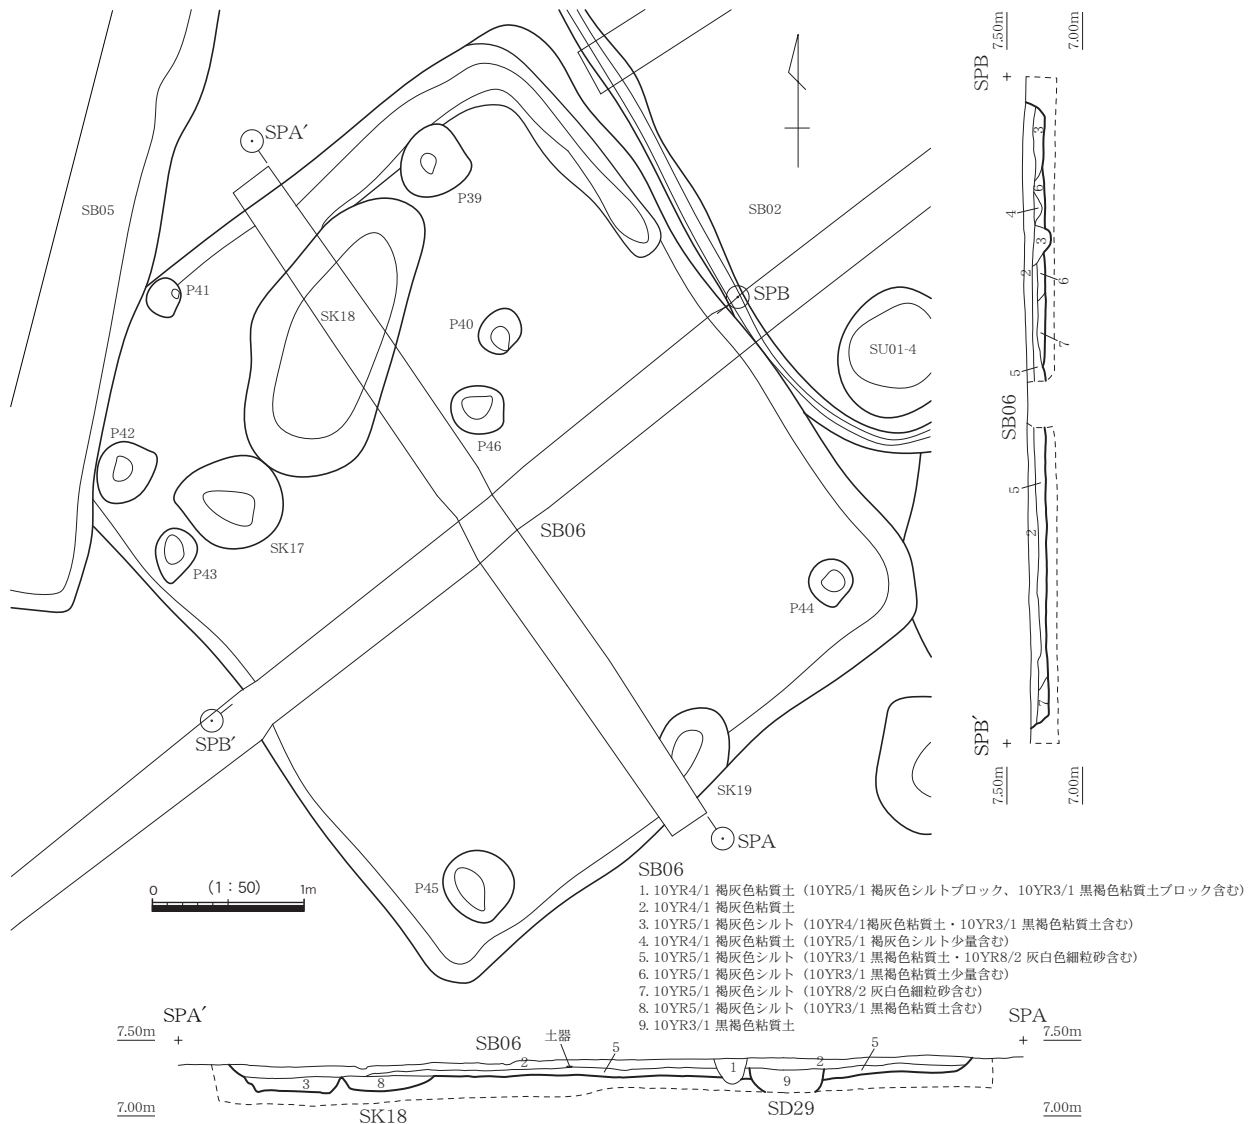 7.50m
7.00m
SPB
3
6
4
3
2
6
7
5
SB06
5
2
7
SPB′
7.50m
7.00m
SPA′
SB05
P39
SB02
P41
SPB
SK18
P40
SU01-4
P46
P42
SB06
SK17
P43
P44
SPB′
SK19
SPA
P45
0 (1：50) 1m
SB06
1. 10YR4/1 褐灰色粘質土（10YR5/1 褐灰色シルトブロック、10YR3/1 黒褐色粘質土ブロック含む）
2. 10YR4/1 褐灰色粘質土
3. 10YR5/1 褐灰色シルト（10YR4/1褐灰色粘質土・10YR3/1 黒褐色粘質土含む）
4. 10YR4/1 褐灰色粘質土（10YR5/1 褐灰色シルト少量含む）
5. 10YR5/1 褐灰色シルト（10YR3/1 黒褐色粘質土・10YR8/2 灰白色細粒砂含む）
6. 10YR5/1 褐灰色シルト（10YR3/1 黒褐色粘質土少量含む）
7. 10YR5/1 褐灰色シルト（10YR8/2 灰白色細粒砂含む）
8. 10YR5/1 褐灰色シルト（10YR3/1 黒褐色粘質土含む）
9. 10YR3/1 黒褐色粘質土
SPA′
SPA
7.50m
7.50m
SB06
土器
5
5
2
2
1
3
8
9
7.00m
7.00m
SK18
SD29